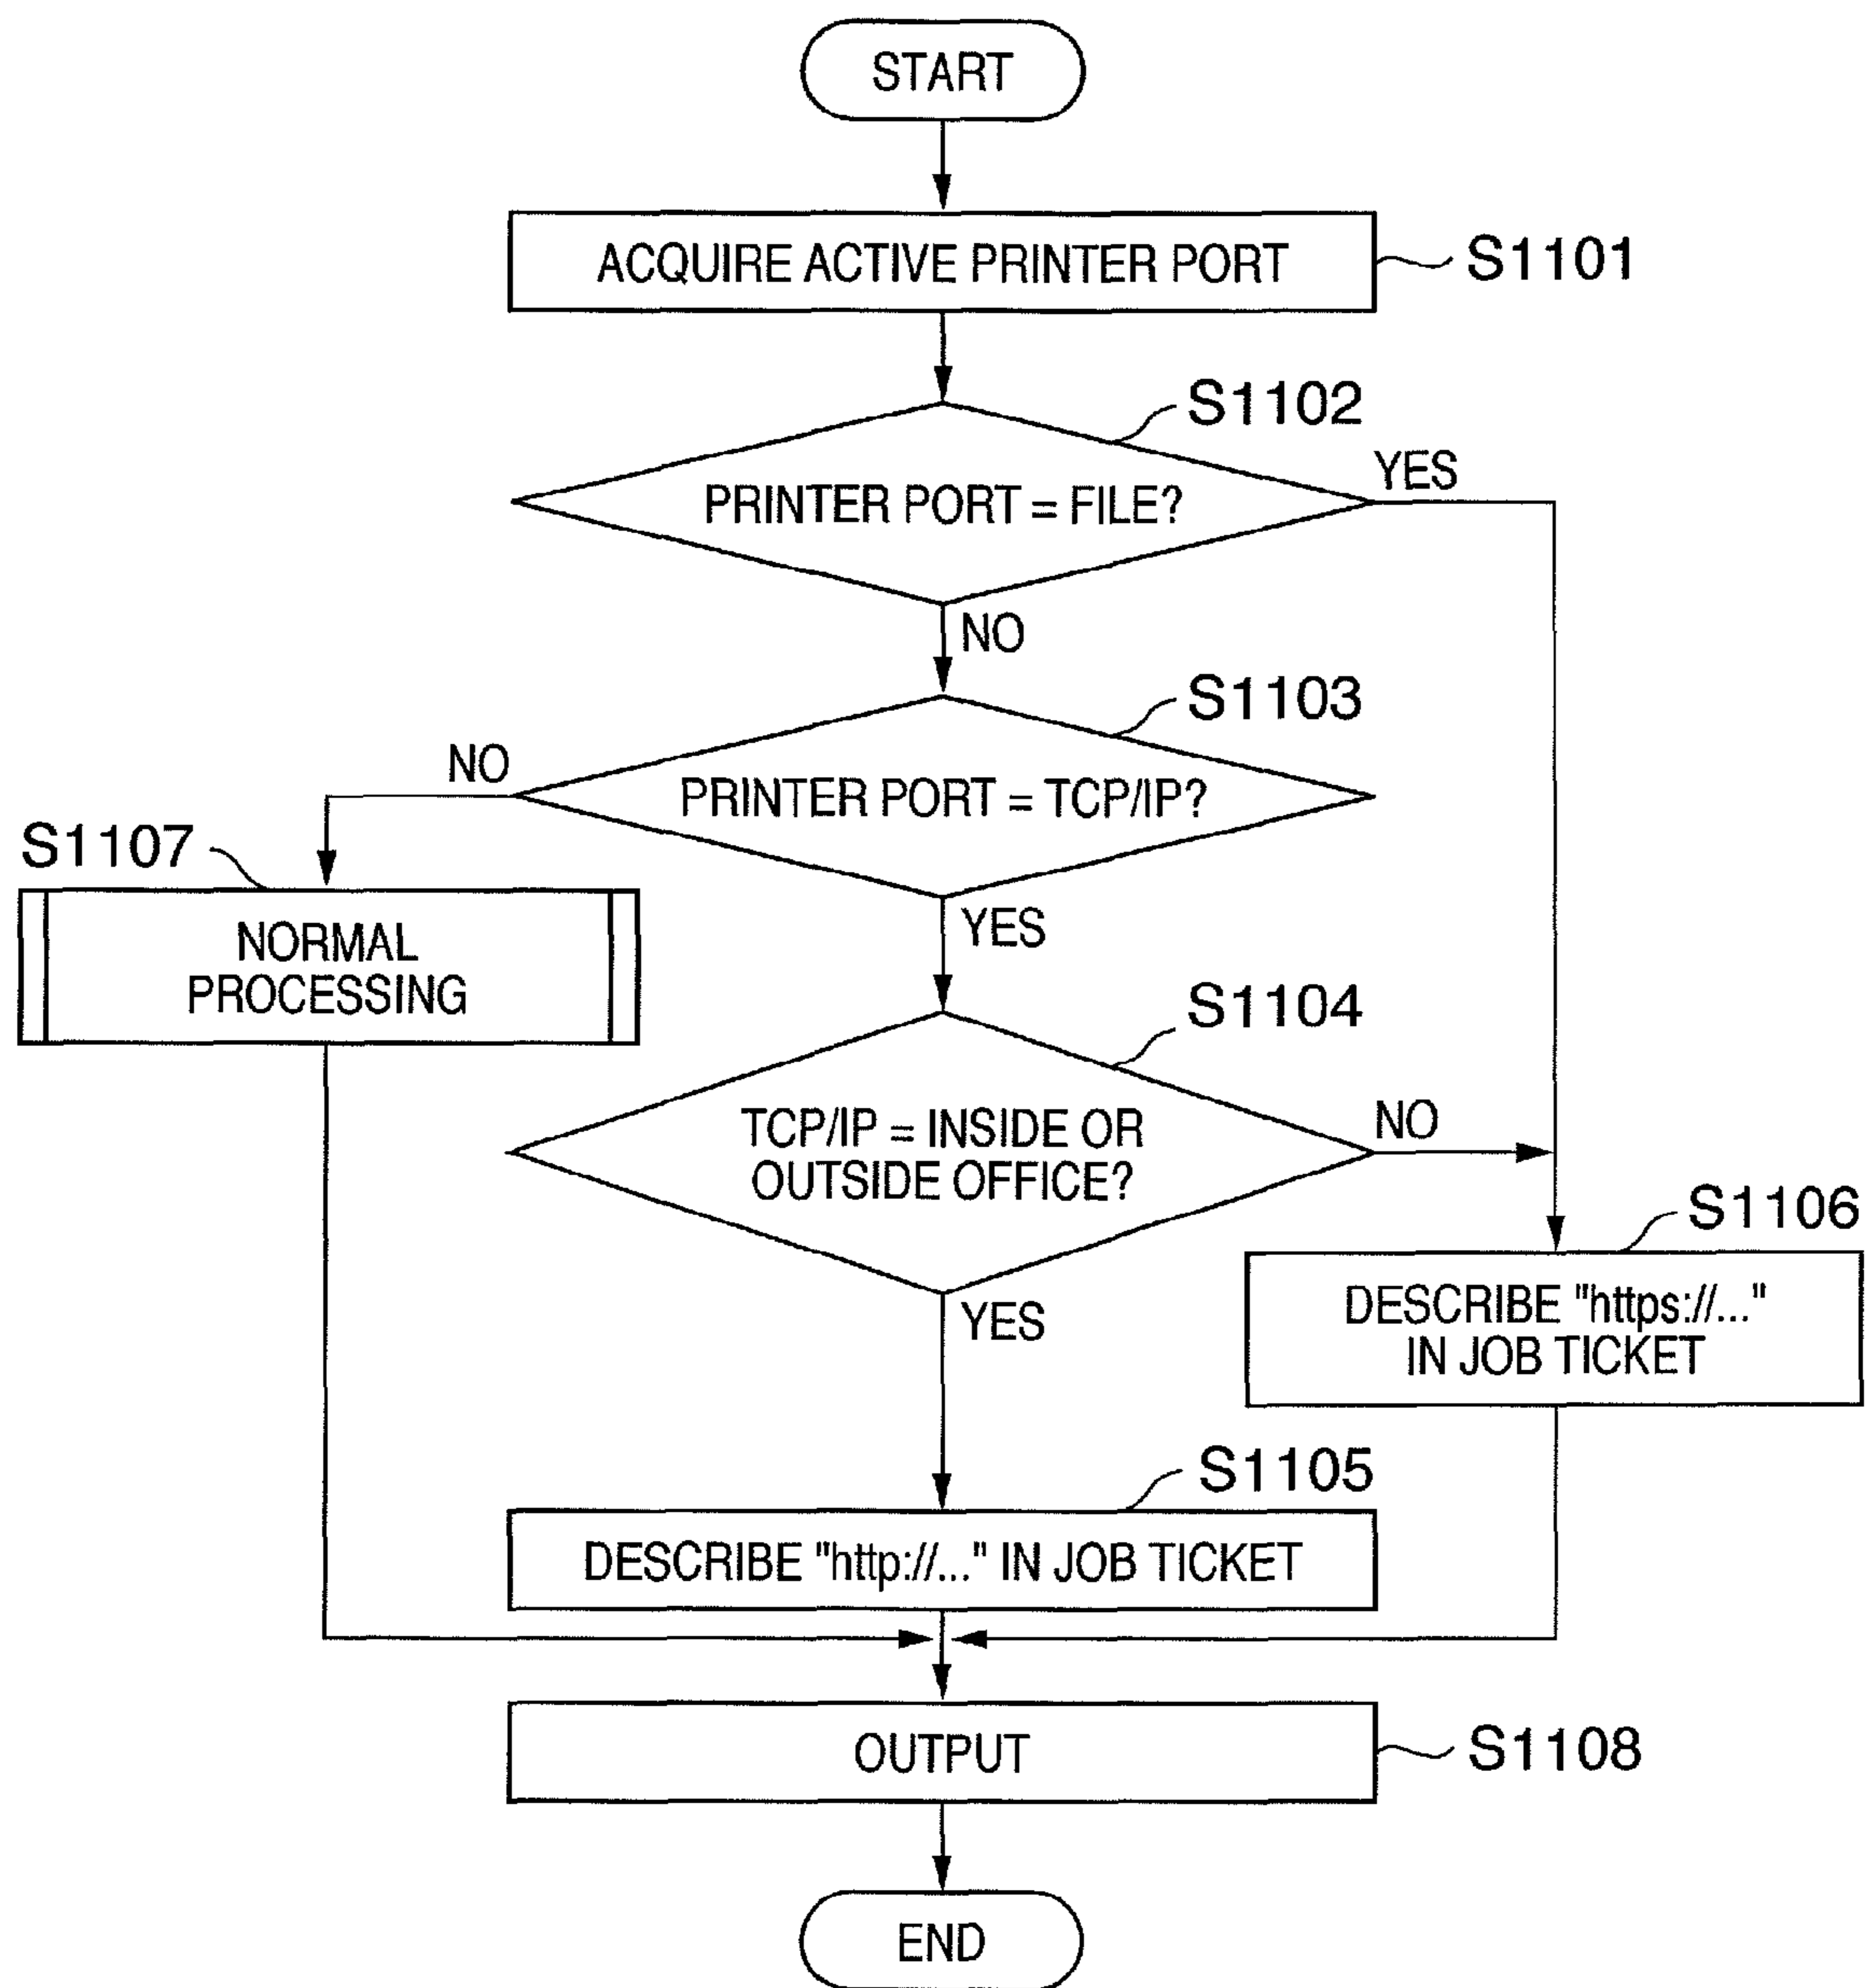 START
ACQUIRE ACTIVE PRINTER PORT
S1101
S1102
PRINTER PORT = FILE?
YES
NO
S1103
PRINTER PORT = TCP/IP?
NO
YES
S1107
NORMAL
PROCESSING
S1104
TCP/IP = INSIDE OR
OUTSIDE OFFICE?
NO
YES
S1106
DESCRIBE "https://..."
IN JOB TICKET
S1105
DESCRIBE "http://..." IN JOB TICKET
OUTPUT
S1108
END